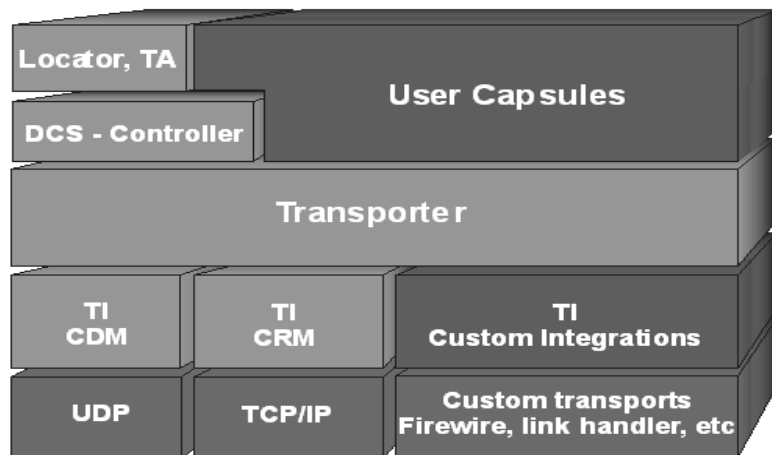 Locator, TA
User Capsules
DCS - Controller
Transporter
TI
CDM
TI
CRM
TI
Custom Integrations
UDP
TCP/IP
Custom transports
Firewire, link handler, etc